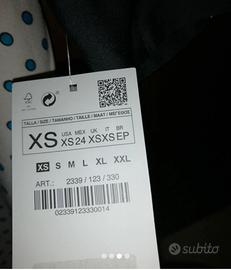 FSC
TALLA / SIZE / TAMANHO / TAILLE / MAAT / ΜΕΓΕΘΟΣ
XS
USA MEX UK IT BR
XS 24 XS XS EP
XS S M L XL XXL
ART.: 2339 / 123 / 330
02339123330014
subito